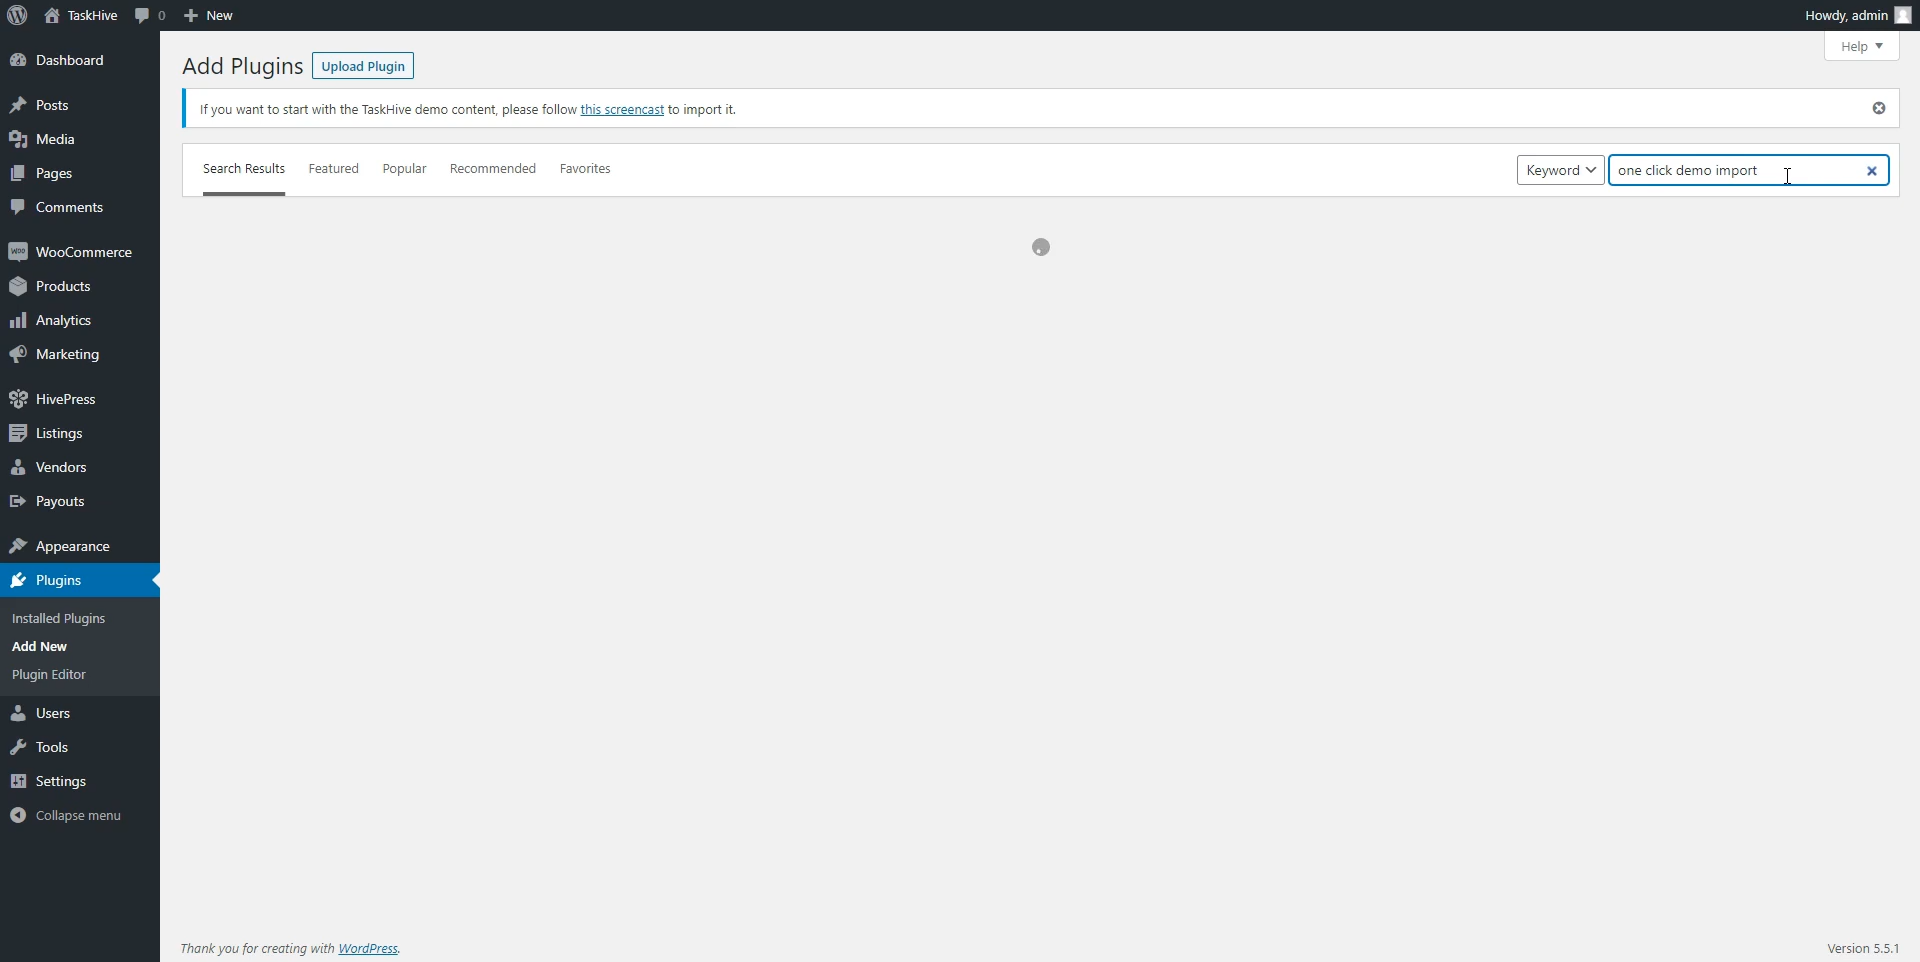 TaskHive 0 New Howdy, admin
Help
Dashboard
Posts
Media
Pages
Comments
WooCommerce
Products
Analytics
Marketing
HivePress
Listings
Vendors
Payouts
Appearance
Plugins
Installed Plugins
Add New
Plugin Editor
Users
Tools
Settings
Collapse menu
Add Plugins Upload Plugin
If you want to start with the TaskHive demo content, please follow this screencast to import it.
Search Results Featured Popular Recommended Favorites Keyword one click demo import
Thank you for creating with WordPress. Version 5.5.1